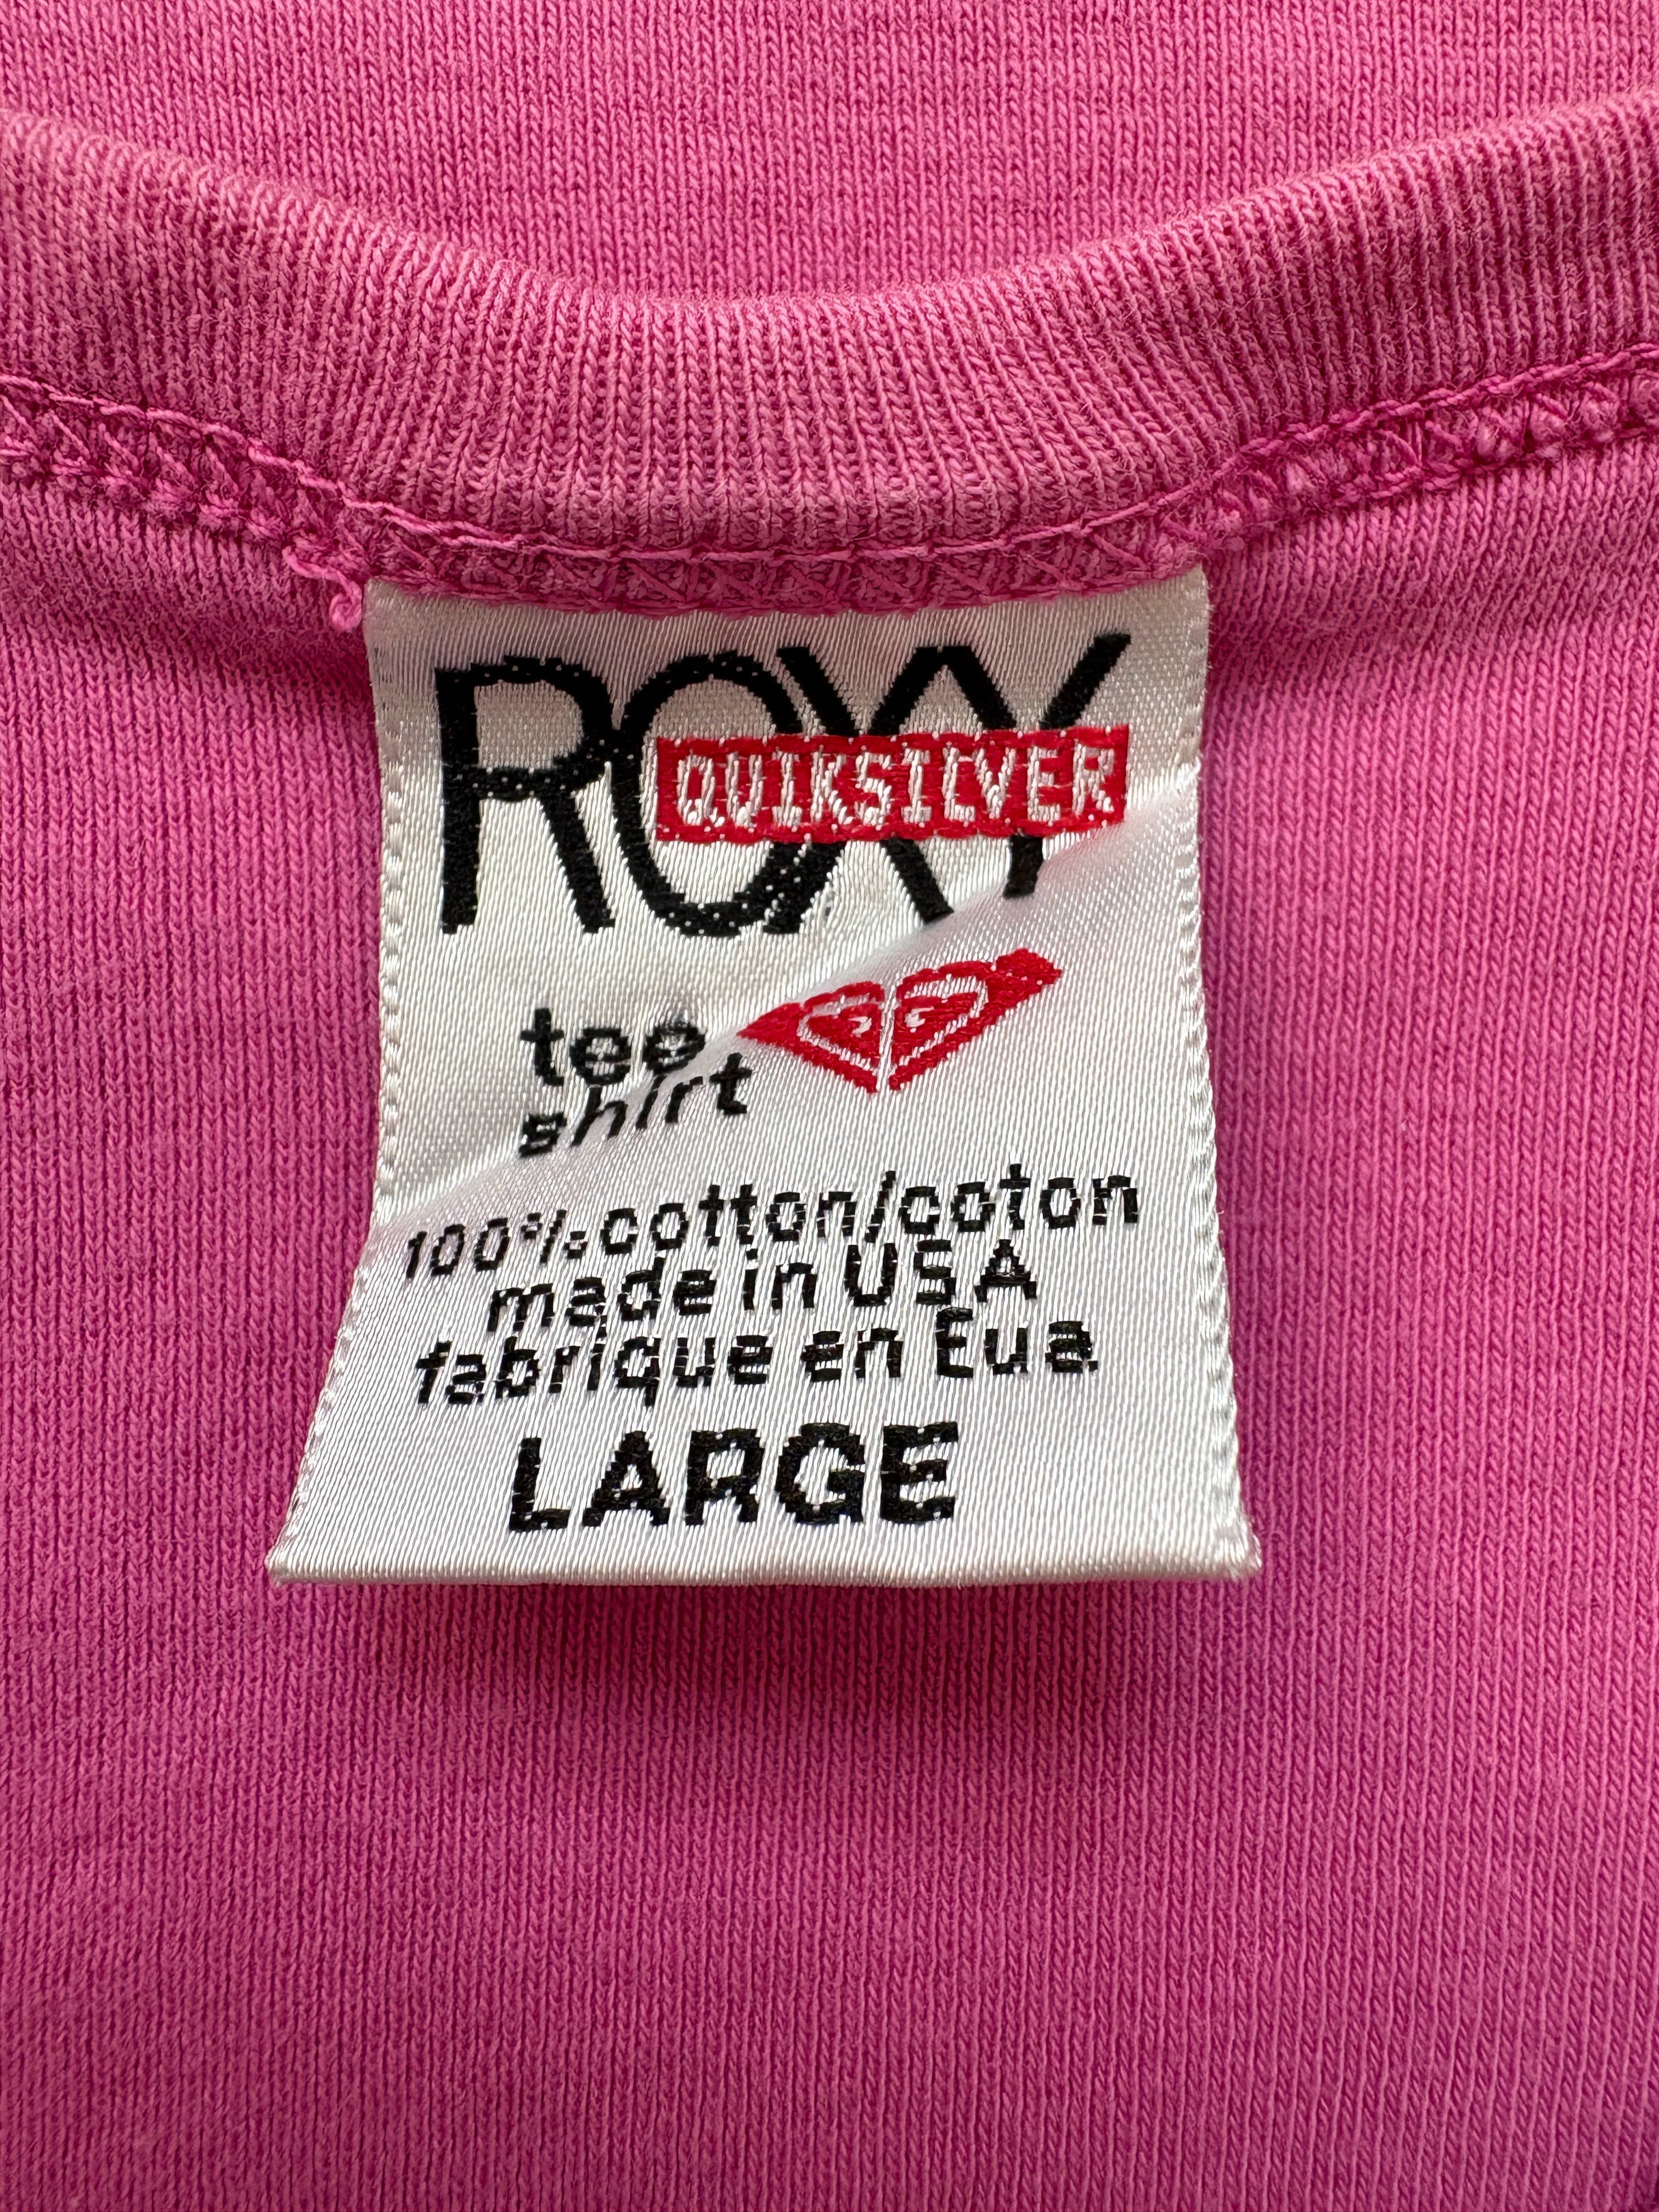 ROXY
QUIKSILVER
tee
shirt
100% cotton/coton
made in USA
fabrique en Eua
LARGE